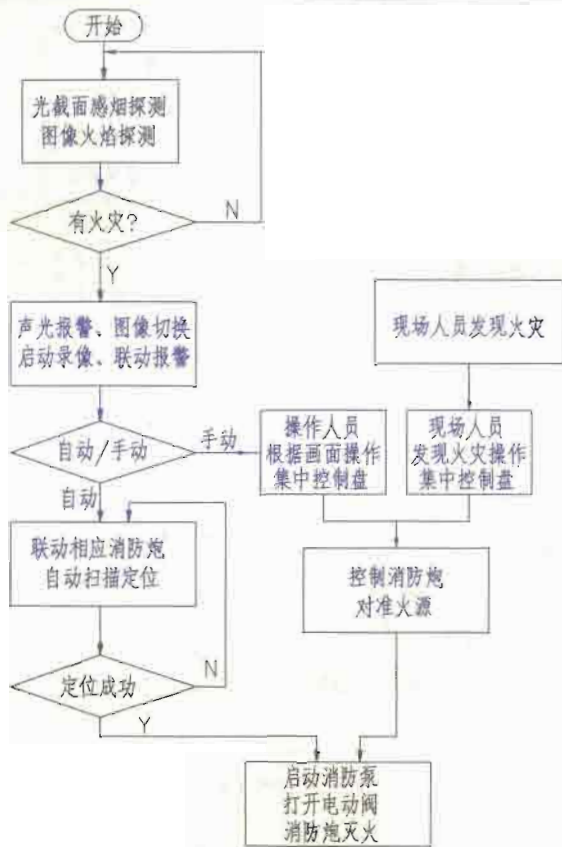 开始
光截面感烟探测
图像火焰探测
有火灾?
N
Y
声光报警、图像切换
启动录像、联动报警
现场人员发现火灾
自动/手动
手动
操作人员
根据画面操作
集中控制盘
现场人员
发现火灾操作
集中控制盘
自动
联动相应消防炮
自动扫描定位
控制消防炮
对准火源
定位成功
N
Y
启动消防泵
打开电动阀
消防炮灭火